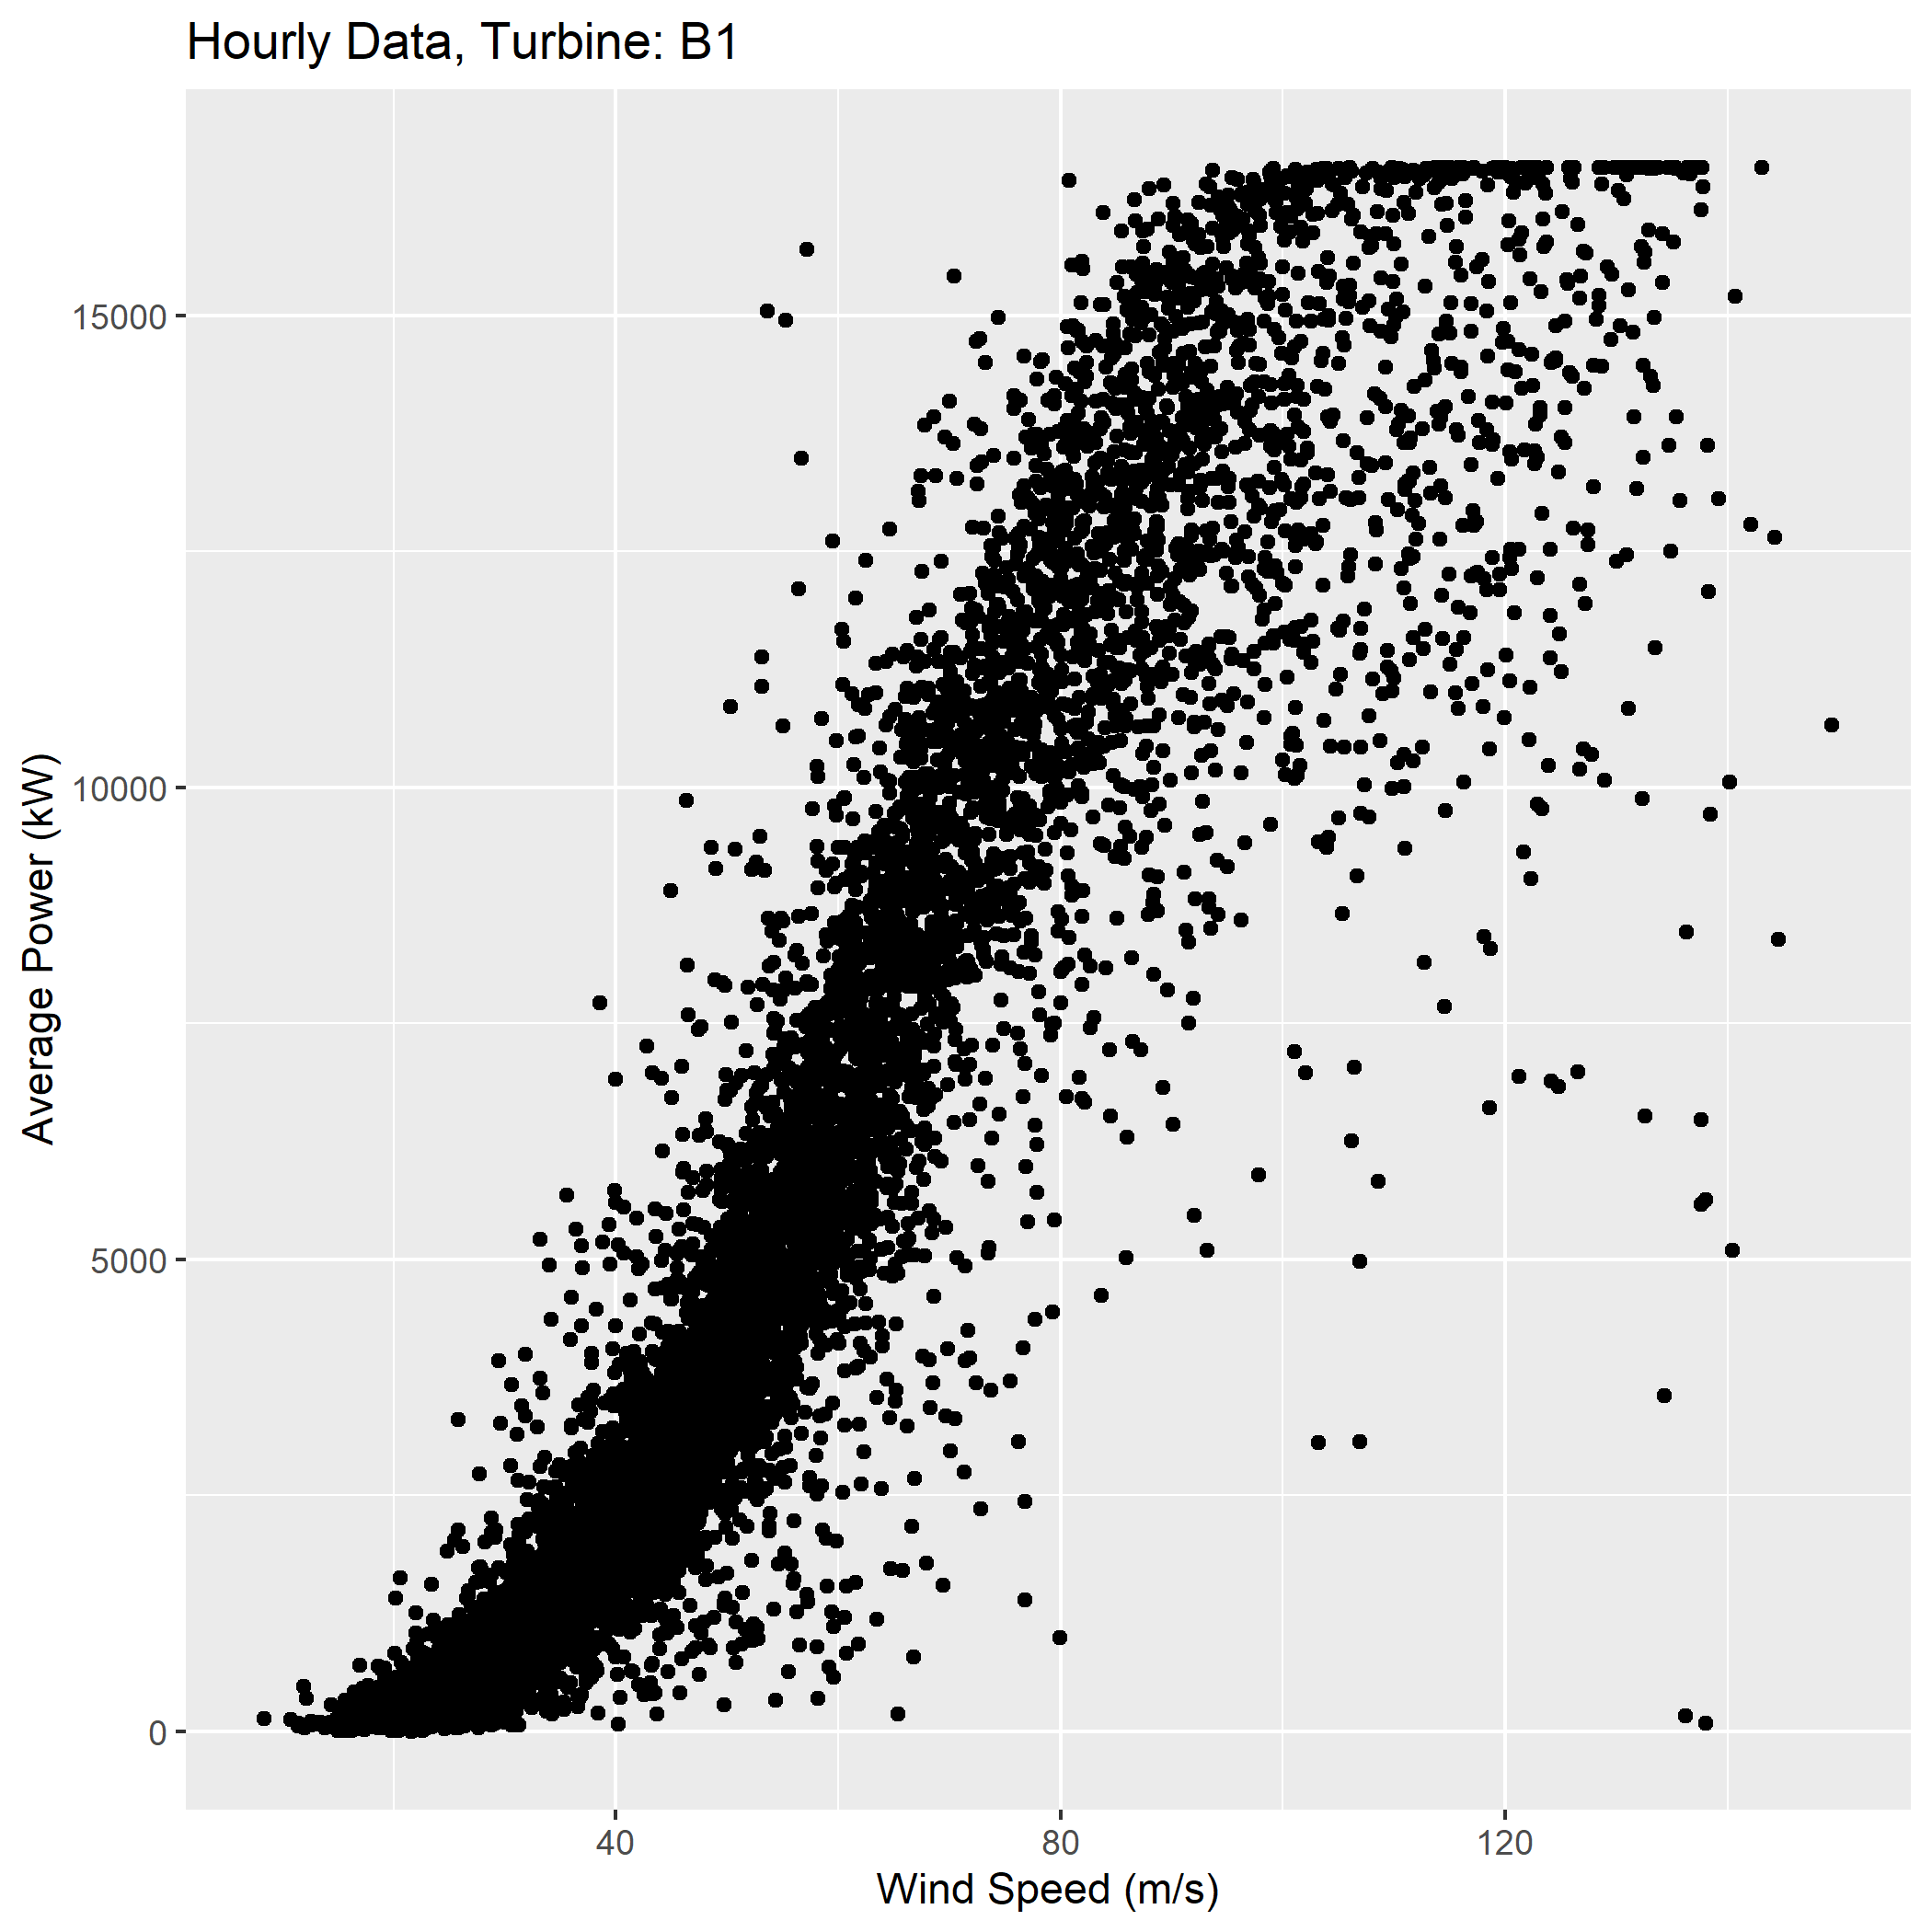 Hourly Data, Turbine: B1
15000
10000
5000
0
Average Power (kW)
40 80 120
Wind Speed (m/s)